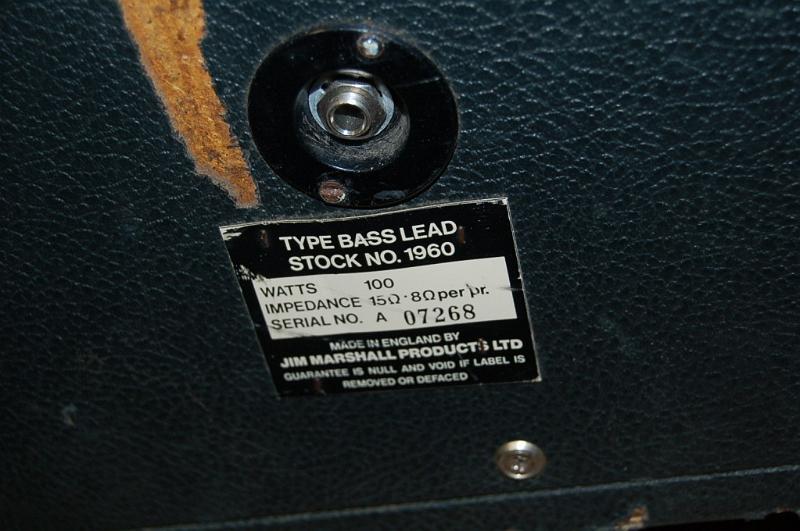 TYPE BASS LEAD
STOCK NO. 1960
WATTS 100
IMPEDANCE 15Ω·8Ω per pr.
SERIAL NO. A 07268
MADE IN ENGLAND BY
JIM MARSHALL PRODUCTS LTD
GUARANTEE IS NULL AND VOID IF LABEL IS
REMOVED OR DEFACED